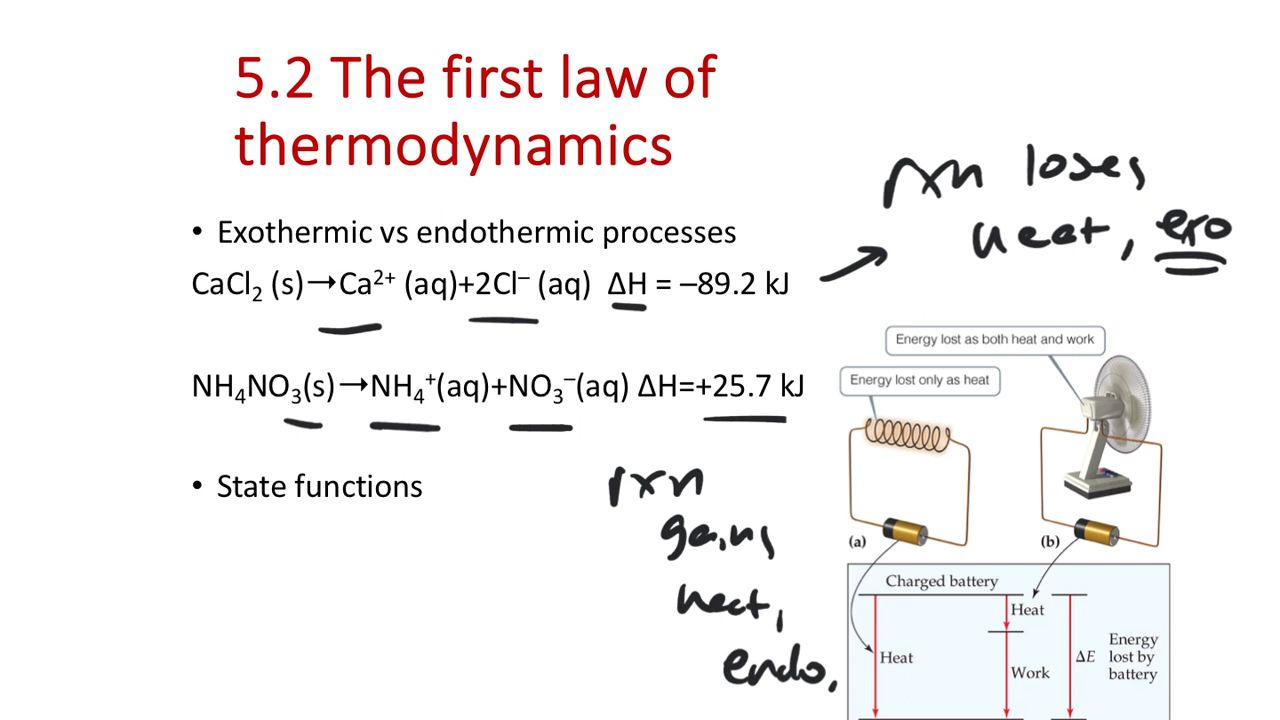 5.2 The first law of
thermodynamics
• Exothermic vs endothermic processes
CaCl₂ (s)→Ca²⁺ (aq)+2Cl⁻ (aq) ΔH = –89.2 kJ
rxn loses
heat, exo
NH₄NO₃(s)→NH₄⁺(aq)+NO₃⁻(aq) ΔH=+25.7 kJ
• State functions
rxn
gains
heat,
endo,
Energy lost as both heat and work
Energy lost only as heat
(a)
(b)
Charged battery
Heat
Heat
Work
ΔE
Energy
lost by
battery